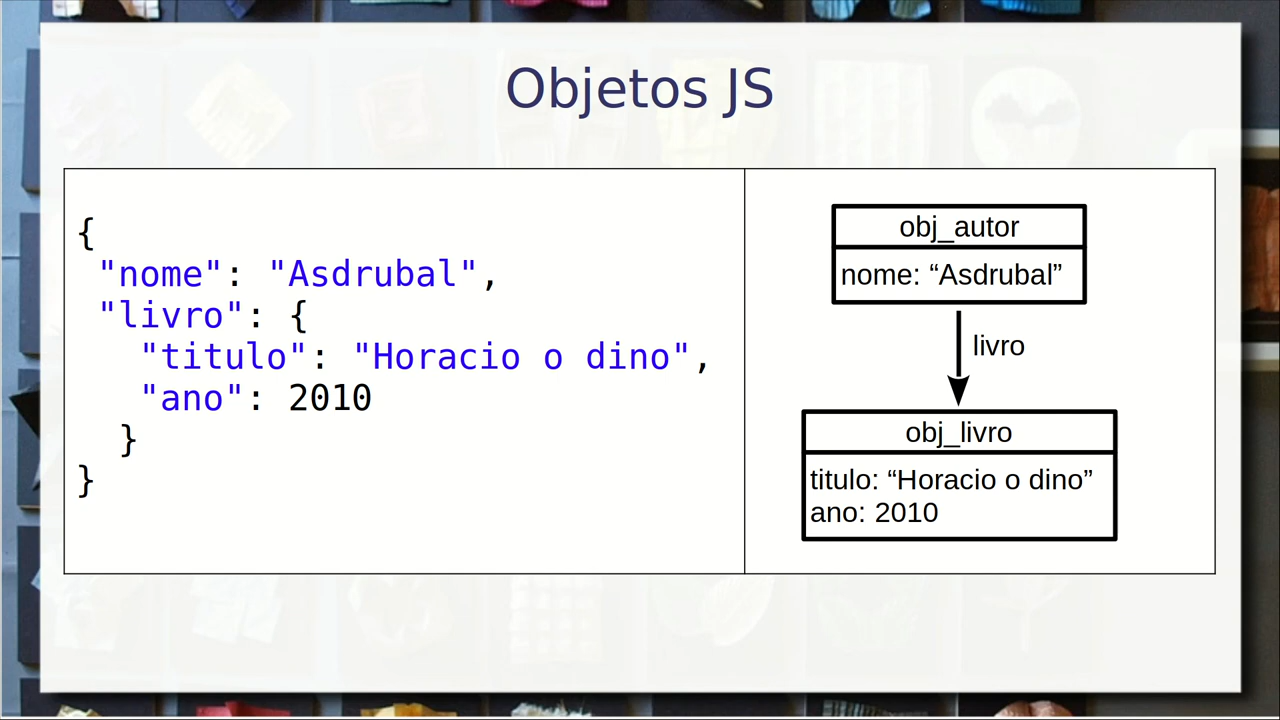 Objetos JS
{
"nome": "Asdrubal",
"livro": {
"titulo": "Horacio o dino",
"ano": 2010
}
}
obj_autor
nome: “Asdrubal”
livro
obj_livro
titulo: “Horacio o dino”
ano: 2010